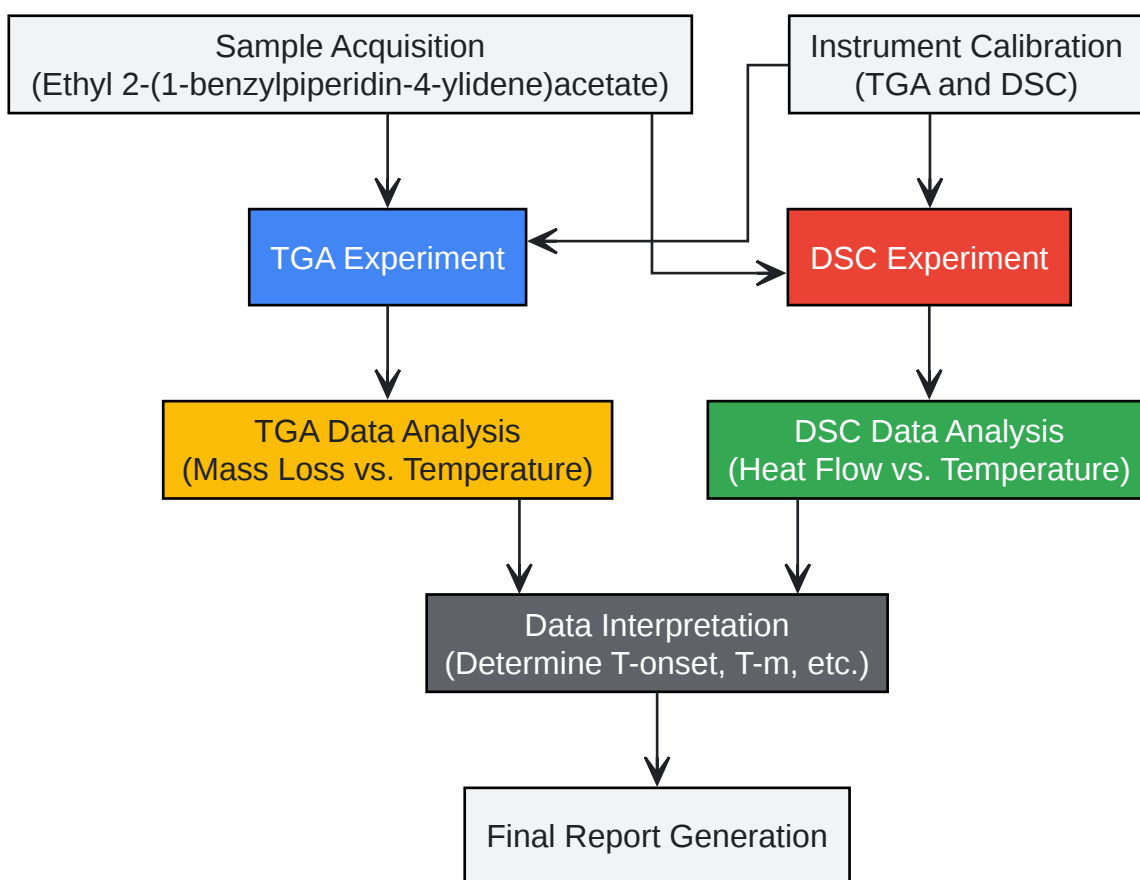 Sample Acquisition
(Ethyl 2-(1-benzylpiperidin-4-ylidene)acetate)
Instrument Calibration
(TGA and DSC)
TGA Experiment
DSC Experiment
TGA Data Analysis
(Mass Loss vs. Temperature)
DSC Data Analysis
(Heat Flow vs. Temperature)
Data Interpretation
(Determine T-onset, T-m, etc.)
Final Report Generation